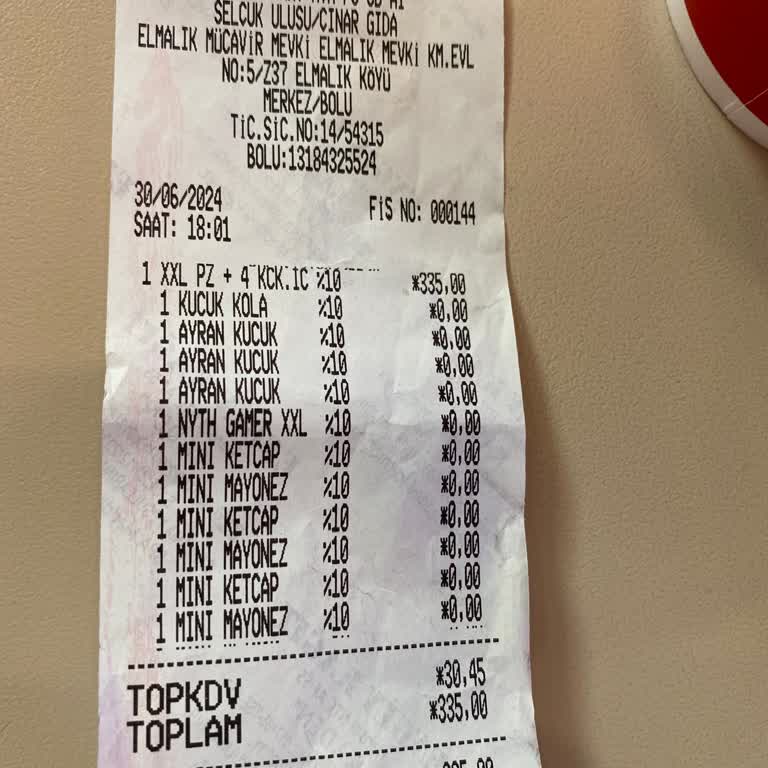 SELCUK ULUSU/CINAR GIDA
ELMALIK MÜCAVİR MEVKİ ELMALIK MEVKİ KM.EVL
NO:5/Z37 ELMALIK KÖYÜ
MERKEZ/BOLU
TİC.SİC.NO:14/54315
BOLU:13184325524
30/06/2024
SAAT: 18:01 FİS NO: 000144
1 XXL PZ + 4 KCK.IC %10 *335,00
1 KUCUK KOLA %10 *0,00
1 AYRAN KUCUK %10 *0,00
1 AYRAN KUCUK %10 *0,00
1 AYRAN KUCUK %10 *0,00
1 NYTH GAMER XXL %10 *0,00
1 MINI KETCAP %10 *0,00
1 MINI MAYONEZ %10 *0,00
1 MINI KETCAP %10 *0,00
1 MINI MAYONEZ %10 *0,00
1 MINI KETCAP %10 *0,00
1 MINI MAYONEZ %10 *0,00
TOPKDV *30,45
TOPLAM *335,00